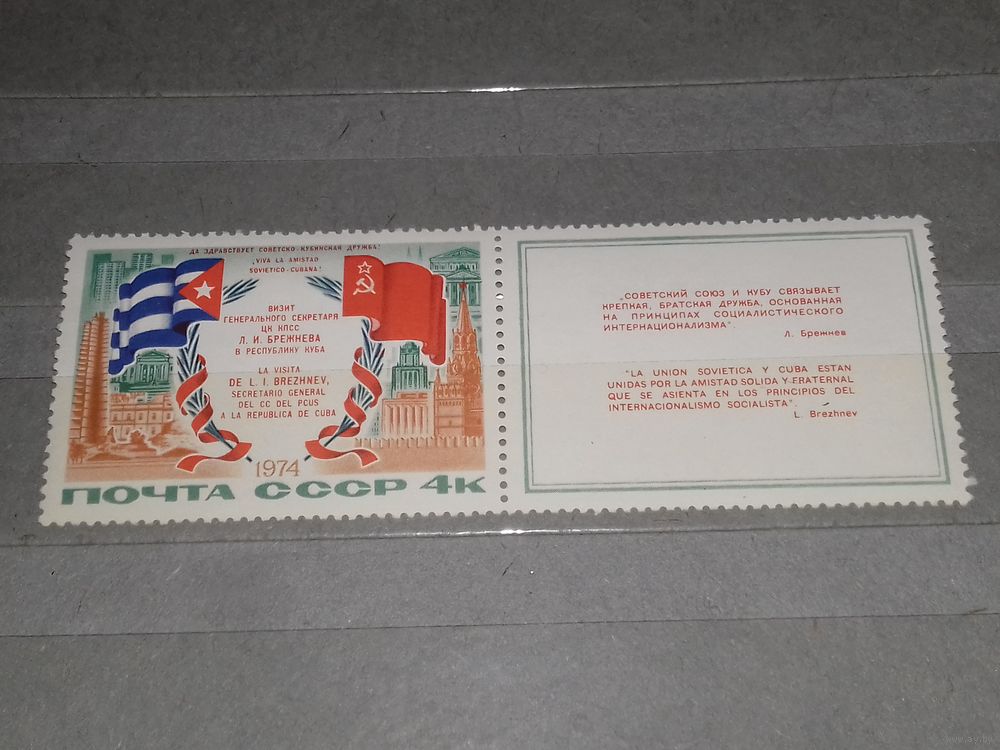 ДА ЗДРАВСТВУЕТ СОВЕТСКО-КУБИНСКАЯ ДРУЖБА!
¡VIVA LA AMISTAD
SOVIETICO-CUBANA!
ВИЗИТ
ГЕНЕРАЛЬНОГО СЕКРЕТАРЯ
ЦК КПСС
Л. И. БРЕЖНЕВА
В РЕСПУБЛИКУ КУБА
LA VISITA
DE L. I. BREZHNEV,
SECRETARIO GENERAL
DEL CC DEL PCUS
A LA REPUBLICA DE CUBA
1974
ПОЧТА СССР 4К
„СОВЕТСКИЙ СОЮЗ И КУБУ СВЯЗЫВАЕТ
КРЕПКАЯ, БРАТСКАЯ ДРУЖБА, ОСНОВАННАЯ
НА ПРИНЦИПАХ СОЦИАЛИСТИЧЕСКОГО
ИНТЕРНАЦИОНАЛИЗМА".
Л. Брежнев
"LA UNION SOVIETICA Y CUBA ESTAN
UNIDAS POR LA AMISTAD SOLIDA Y FRATERNAL
QUE SE ASIENTA EN LOS PRINCIPIOS DEL
INTERNACIONALISMO SOCIALISTA".
L. Brezhnev